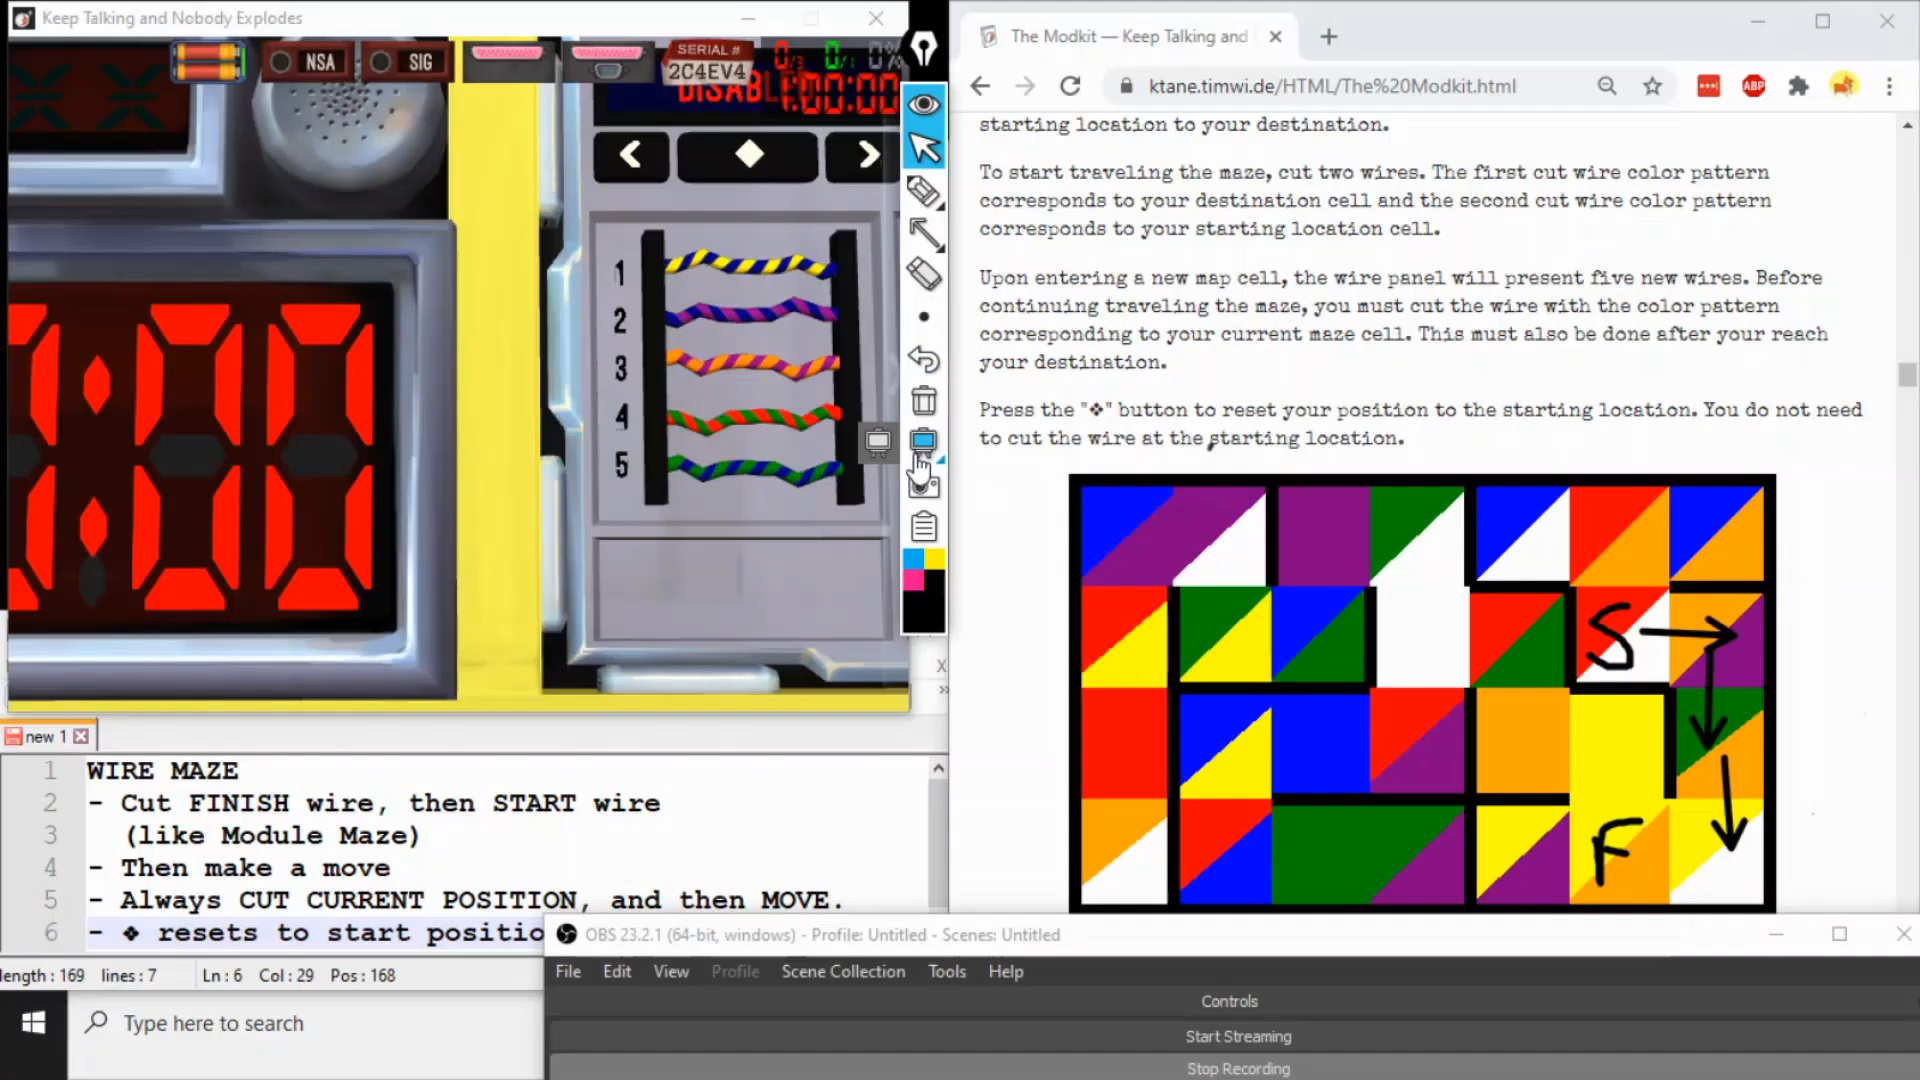 Keep Talking and Nobody Explodes
NSA
SIG
SERIAL #
2C4EV4
1
2
3
4
5
The Modkit — Keep Talking and
ktane.timwi.de/HTML/The%20Modkit.html
ABP
starting location to your destination.
To start traveling the maze, cut two wires. The first cut wire color pattern
corresponds to your destination cell and the second cut wire color pattern
corresponds to your starting location cell.
Upon entering a new map cell, the wire panel will present five new wires. Before
continuing traveling the maze, you must cut the wire with the color pattern
corresponding to your current maze cell. This must also be done after your reach
your destination.
Press the "❖" button to reset your position to the starting location. You do not need
to cut the wire at the starting location.
S
F
new 1
1 WIRE MAZE
2 - Cut FINISH wire, then START wire
3 (like Module Maze)
4 - Then make a move
5 - Always CUT CURRENT POSITION, and then MOVE.
6 - ❖ resets to start positio
length : 169 lines : 7 Ln : 6 Col : 29 Pos : 168
OBS 23.2.1 (64-bit, windows) - Profile: Untitled - Scenes: Untitled
File Edit View Profile Scene Collection Tools Help
Controls
Start Streaming
Stop Recording
Type here to search